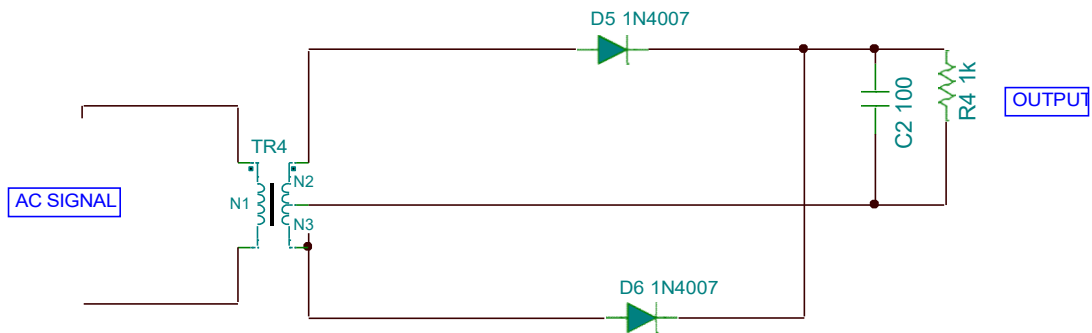 D5 1N4007
C2 100
R4 1k
OUTPUT
TR4
N2
AC SIGNAL
N1
N3
D6 1N4007